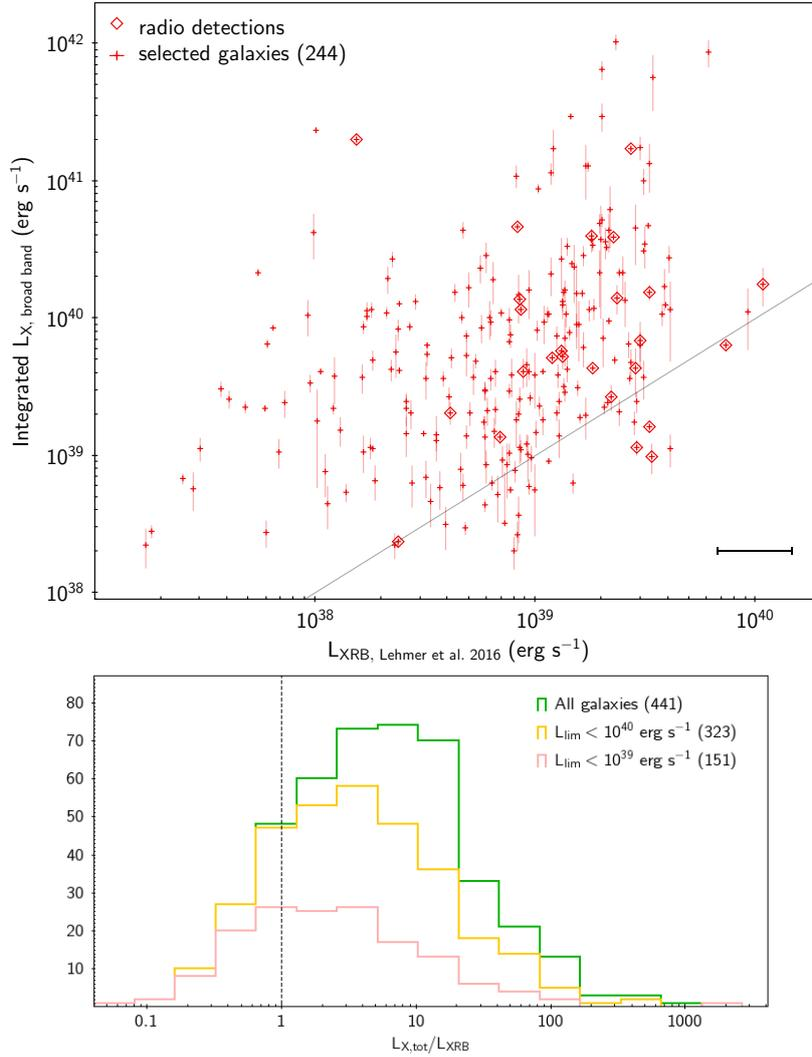 radio detections
selected galaxies (244)
10^42
10^41
10^40
10^39
10^38
Integrated L_X, broad band (erg s^−1)
10^38 10^39 10^40
L_XRB, Lehmer et al. 2016 (erg s^−1)
All galaxies (441)
L_lim < 10^40 erg s^−1 (323)
L_lim < 10^39 erg s^−1 (151)
80
70
60
50
40
30
20
10
0.1 1 10 100 1000
L_X,tot/L_XRB